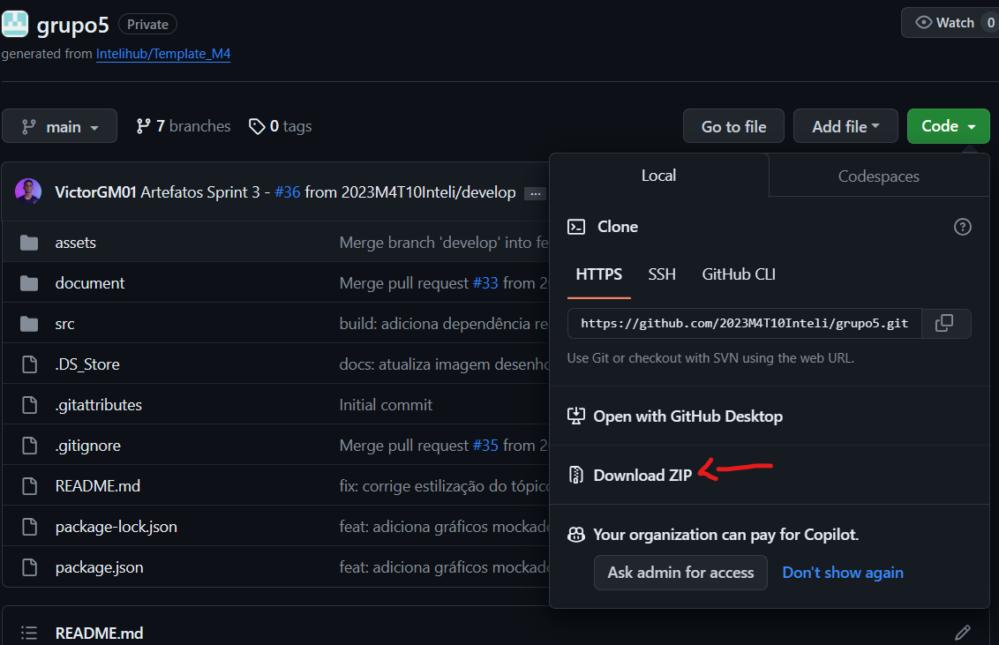 grupo5 Private
Watch 0
generated from Intelihub/Template_M4
main 7 branches 0 tags
Go to file Add file Code
VictorGM01 Artefatos Sprint 3 - #36 from 2023M4T10Inteli/develop ...
assets Merge branch 'develop' into fe
document Merge pull request #33 from 2
src build: adiciona dependência re
.DS_Store docs: atualiza imagem desenho
.gitattributes Initial commit
.gitignore Merge pull request #35 from 2
README.md fix: corrige estilização do tópico
package-lock.json feat: adiciona gráficos mockado
package.json feat: adiciona gráficos mockado
README.md
Local Codespaces
Clone
HTTPS SSH GitHub CLI
https://github.com/2023M4T10Inteli/grupo5.git
Use Git or checkout with SVN using the web URL.
Open with GitHub Desktop
Download ZIP
Your organization can pay for Copilot.
Ask admin for access Don't show again